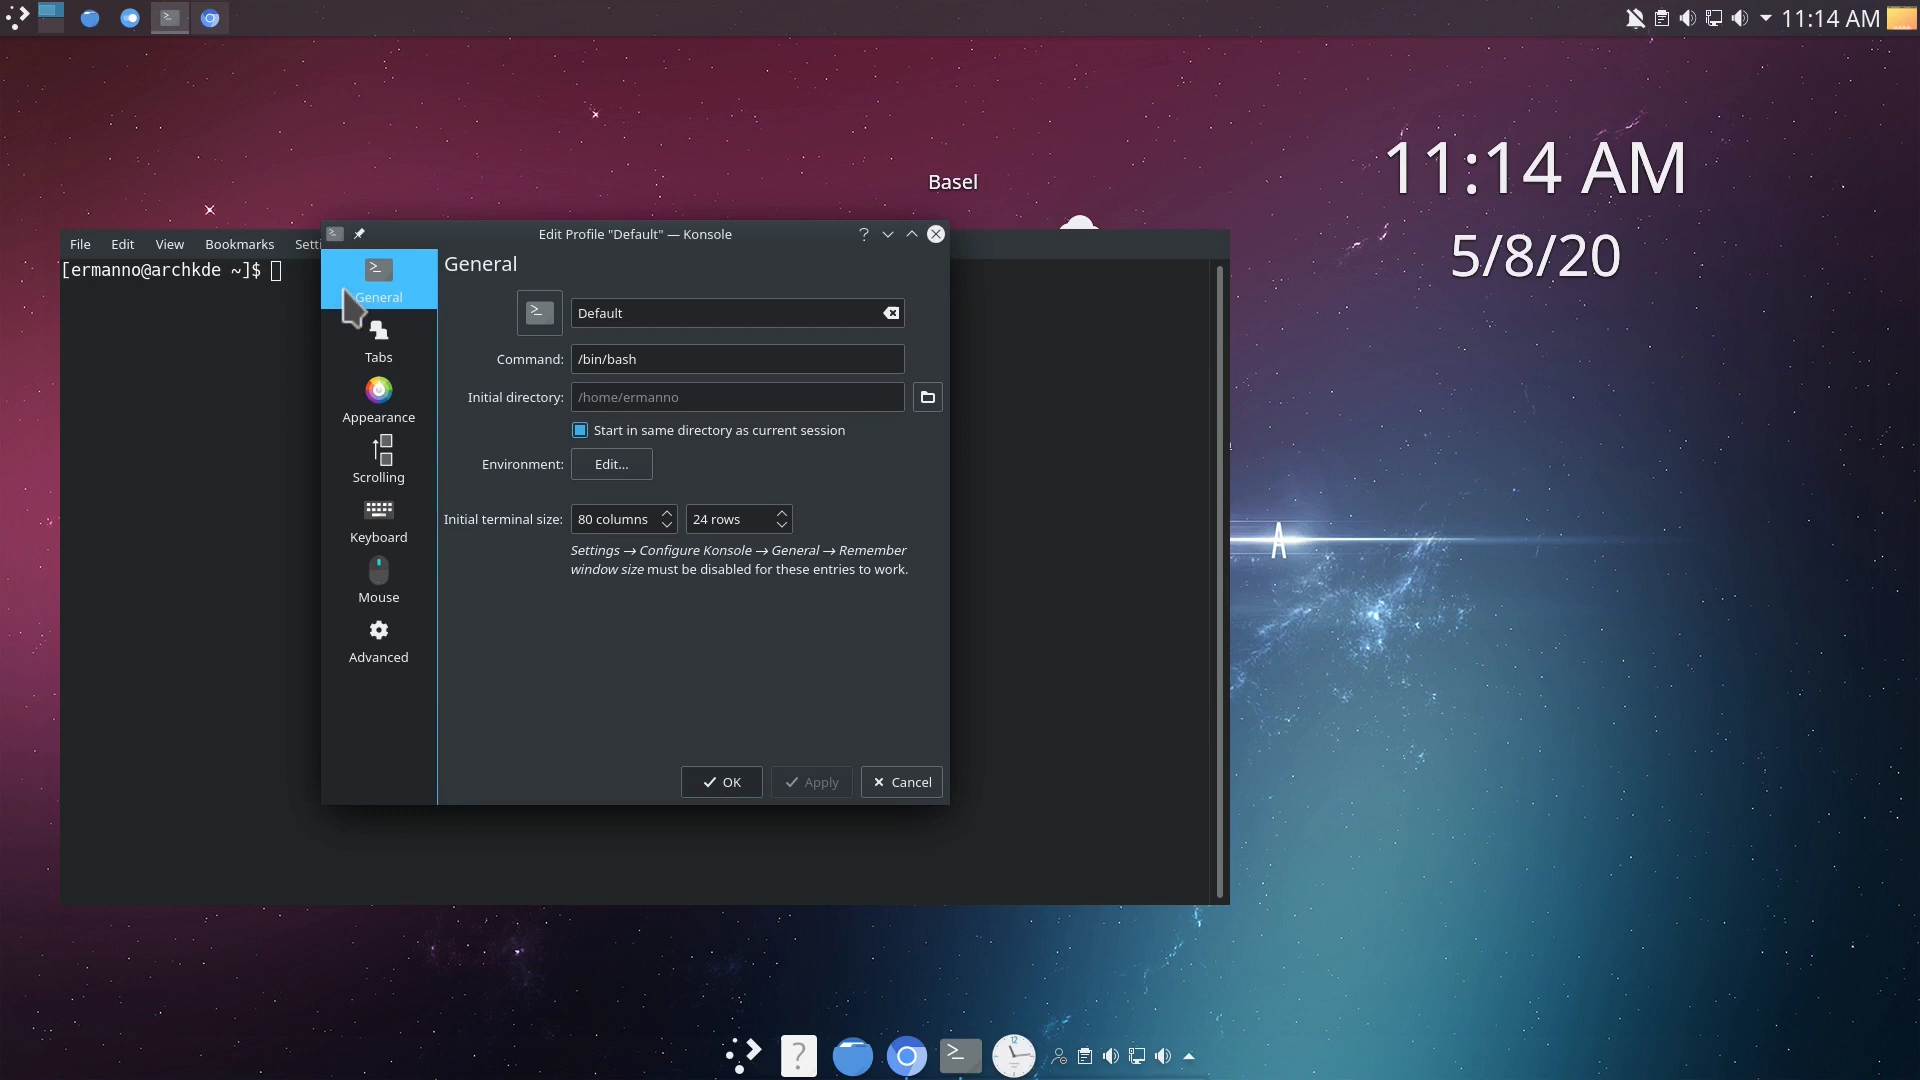 11:14 AM
11:14 AM
5/8/20
Basel
File Edit View Bookmarks Setti
Edit Profile "Default" — Konsole
[ermanno@archkde ~]$
General
Tabs
Appearance
Scrolling
Keyboard
Mouse
Advanced
General
Default
Command: /bin/bash
Initial directory: /home/ermanno
Start in same directory as current session
Environment: Edit...
Initial terminal size: 80 columns 24 rows
Settings → Configure Konsole → General → Remember
window size must be disabled for these entries to work.
OK Apply Cancel
A
12